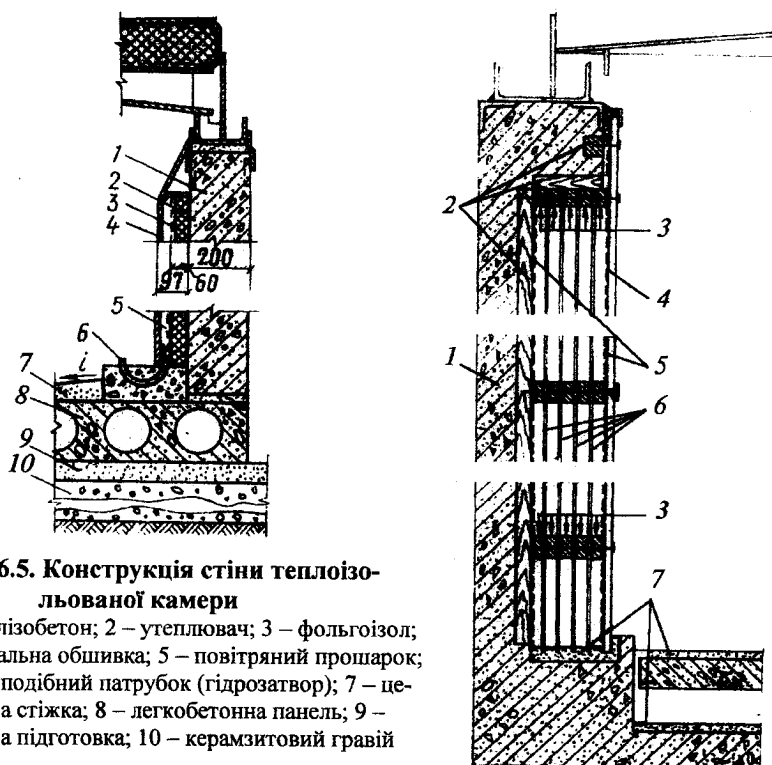 1
2
3
4
200
97
60
5
6
7
i
8
9
10
6.5. Конструкція стіни теплоізо-
льованої камери
лізобетон; 2 – утеплювач; 3 – фольгоізол;
альна обшивка; 5 – повітряний прошарок;
подібний патрубок (гідрозатвор); 7 – це-
а стіжка; 8 – легкобетонна панель; 9 –
а підготовка; 10 – керамзитовий гравій
2
3
4
1
5
6
3
7